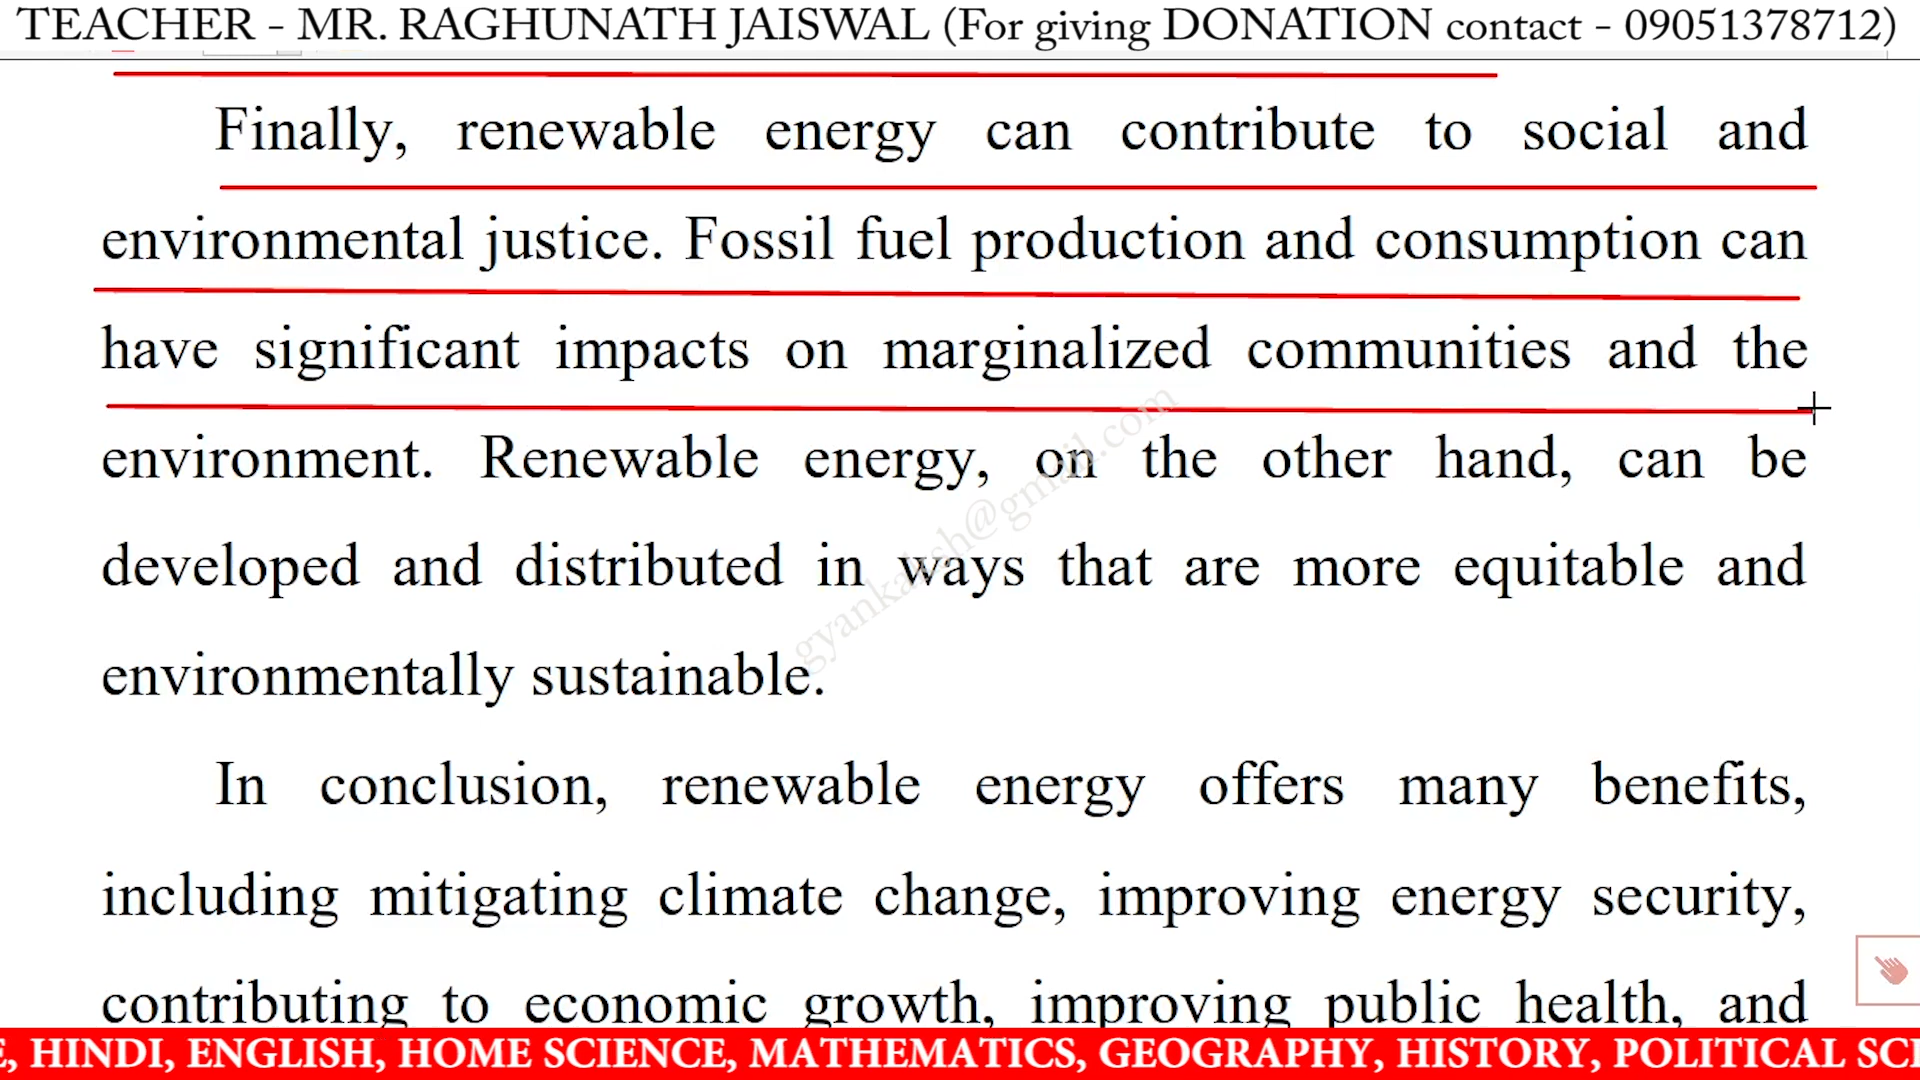 TEACHER - MR. RAGHUNATH JAISWAL (For giving DONATION contact - 09051378712)
Finally, renewable energy can contribute to social and
environmental justice. Fossil fuel production and consumption can
have significant impacts on marginalized communities and the
environment. Renewable energy, on the other hand, can be
developed and distributed in ways that are more equitable and
environmentally sustainable.
gyankaksh@gmail.com
In conclusion, renewable energy offers many benefits,
including mitigating climate change, improving energy security,
contributing to economic growth, improving public health, and
E, HINDI, ENGLISH, HOME SCIENCE, MATHEMATICS, GEOGRAPHY, HISTORY, POLITICAL SCI